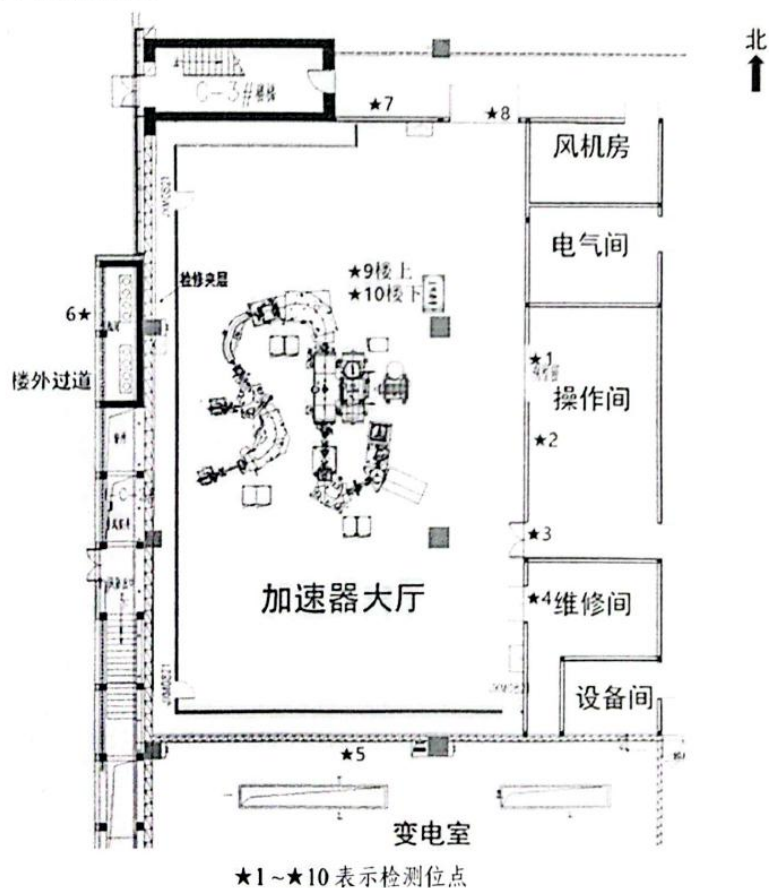 北
C-3#楼梯
★7
★8
风机房
JXM0821
电气间
检修夹层
★9楼上
★10楼下
6★
★1
楼外过道
操作间
★2
★3
加速器大厅
★4 维修间
JXM0821
设备间
★5
变电室
★1~★10 表示检测位点